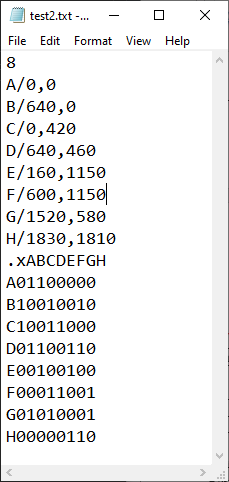 test2.txt -...
File Edit Format View Help
8
A/0,0
B/640,0
C/0,420
D/640,460
E/160,1150
F/600,1150
G/1520,580
H/1830,1810
.xABCDEFGH
A01100000
B10010010
C10011000
D01100110
E00100100
F00011001
G01010001
H00000110